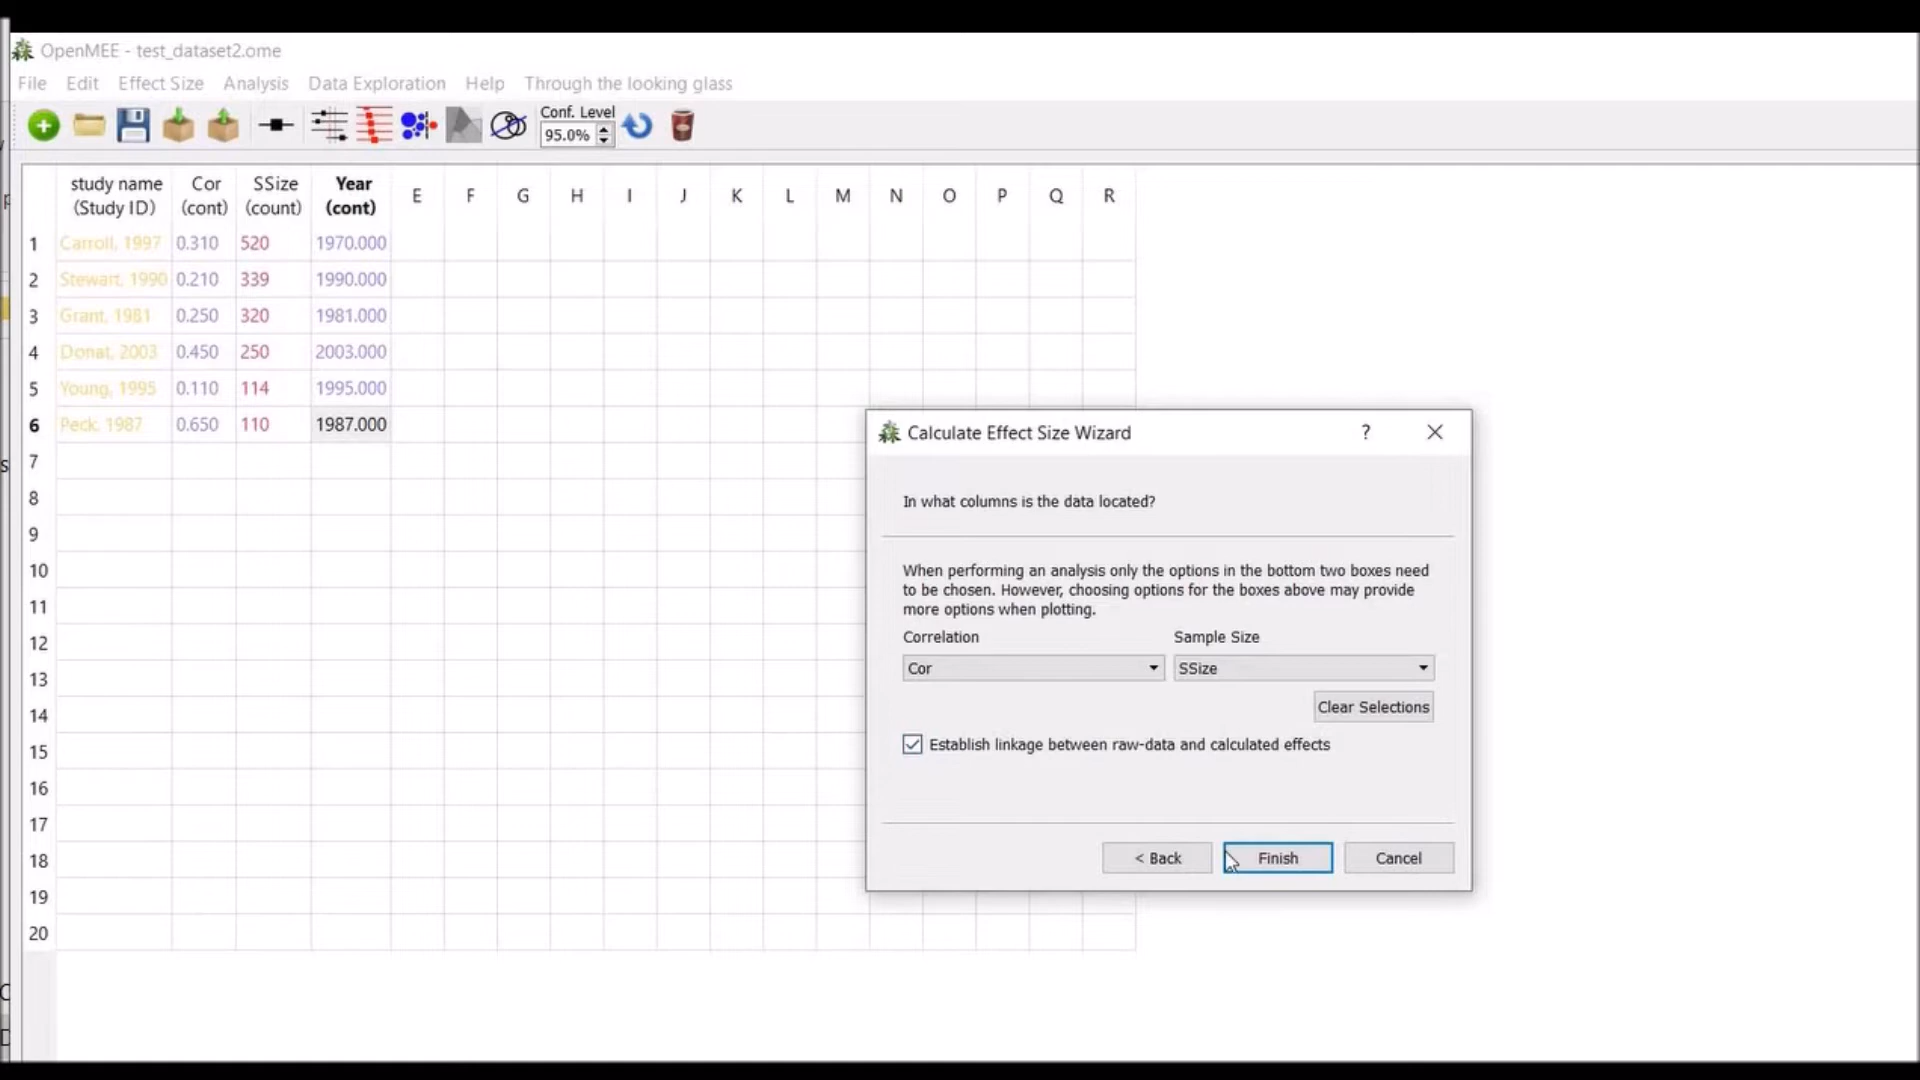 OpenMEE - test_dataset2.ome
File Edit Effect Size Analysis Data Exploration Help Through the looking glass
Conf. Level
95.0%
study name Cor SSize Year E F G H I J K L M N O P Q R
(Study ID) (cont) (count) (cont)
1 Carroll, 1997 0.310 520 1970.000
2 Stewart, 1990 0.210 339 1990.000
3 Grant, 1981 0.250 320 1981.000
4 Donat, 2003 0.450 250 2003.000
5 Young, 1995 0.110 114 1995.000
6 Peck, 1987 0.650 110 1987.000
7
8
9
10
11
12
13
14
15
16
17
18
19
20
Calculate Effect Size Wizard ?
In what columns is the data located?
When performing an analysis only the options in the bottom two boxes need
to be chosen. However, choosing options for the boxes above may provide
more options when plotting.
Correlation Sample Size
Cor SSize
Clear Selections
Establish linkage between raw-data and calculated effects
< Back Finish Cancel